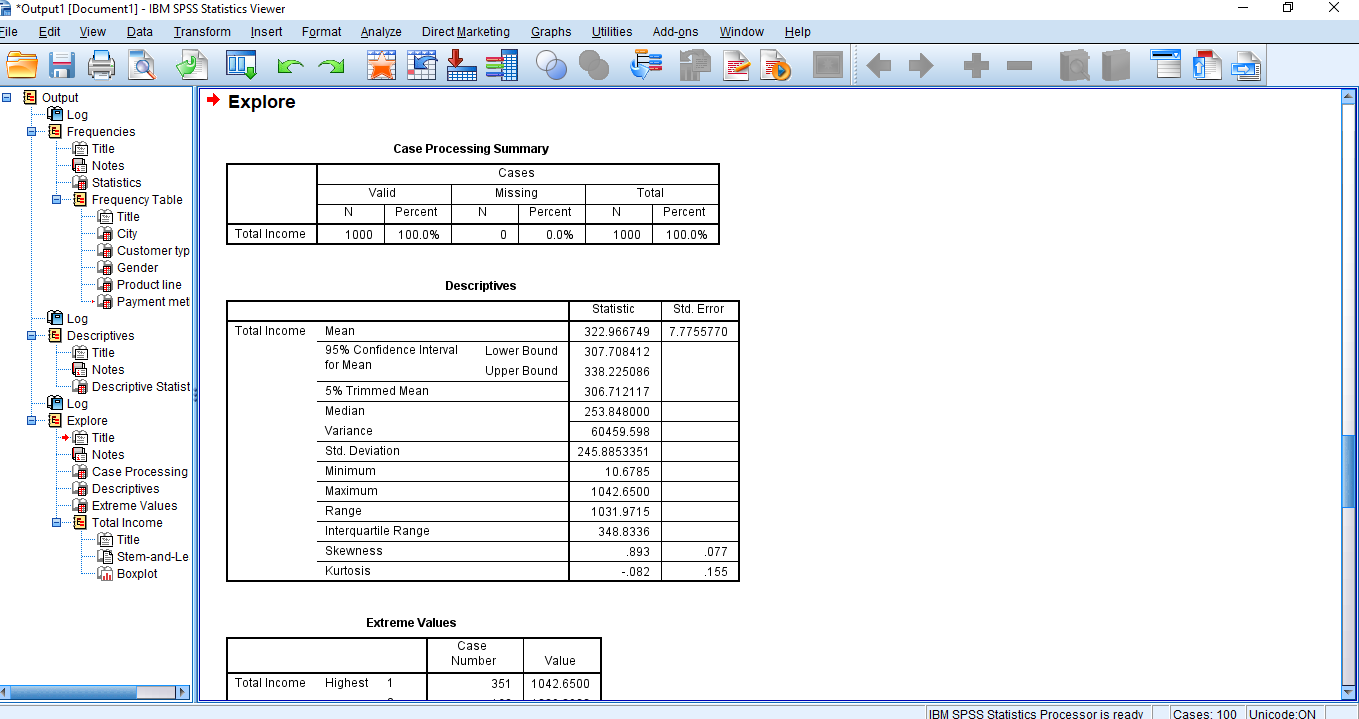 *Output1 [Document1] - IBM SPSS Statistics Viewer
File Edit View Data Transform Insert Format Analyze Direct Marketing Graphs Utilities Add-ons Window Help
Output
Log
Frequencies
Title
Notes
Statistics
Frequency Table
Title
City
Customer typ
Gender
Product line
Payment met
Log
Descriptives
Title
Notes
Descriptive Statist
Log
Explore
Title
Notes
Case Processing
Descriptives
Extreme Values
Total Income
Title
Stem-and-Le
Boxplot
Explore
Case Processing Summary
Cases
Valid Missing Total
N Percent N Percent N Percent
Total Income 1000 100.0% 0 0.0% 1000 100.0%
Descriptives
Statistic Std. Error
Total Income Mean 322.966749 7.7755770
95% Confidence Interval Lower Bound 307.708412
for Mean Upper Bound 338.225086
5% Trimmed Mean 306.712117
Median 253.848000
Variance 60459.598
Std. Deviation 245.8853351
Minimum 10.6785
Maximum 1042.6500
Range 1031.9715
Interquartile Range 348.8336
Skewness .893 .077
Kurtosis -.082 .155
Extreme Values
Case
Number Value
Total Income Highest 1 351 1042.6500
IBM SPSS Statistics Processor is ready Cases: 100 Unicode:ON